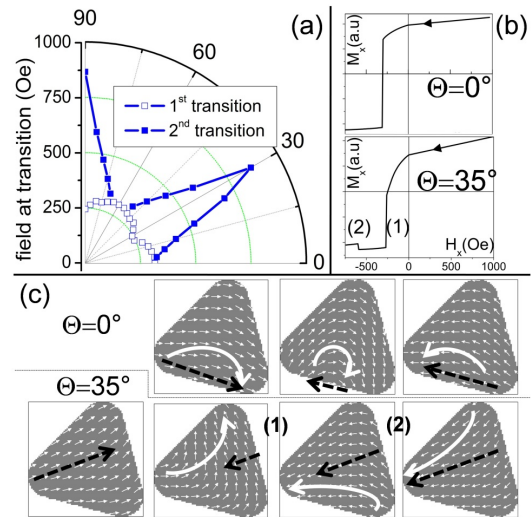 (a)
90
60
30
0
1000
750
500
250
0
field at transition (Oe)
1st transition
2nd transition
(b)
Mx(a.u)
Θ=0°
Mx(a.u)
Θ=35°
(2)
(1)
Hx(Oe)
-500
0
500
1000
(c)
Θ=0°
Θ=35°
(1)
(2)